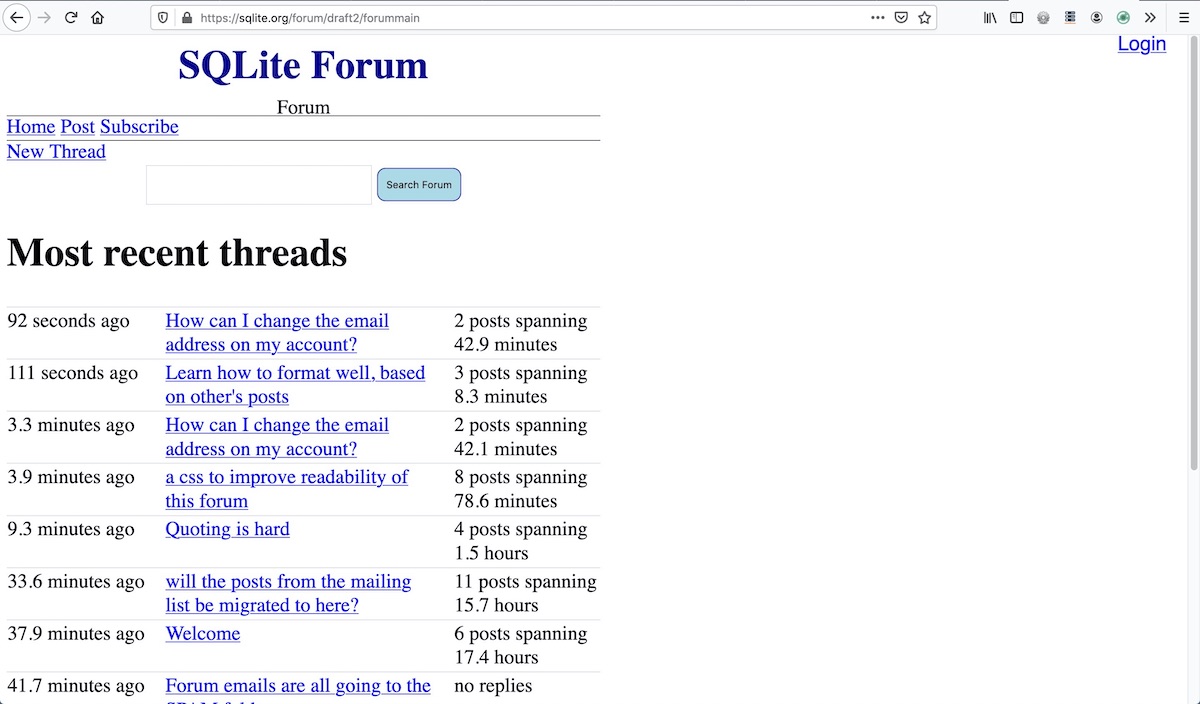 https://sqlite.org/forum/draft2/forummain
Login
SQLite Forum
Forum
Home Post Subscribe
New Thread
Search Forum
Most recent threads
92 seconds ago How can I change the email 2 posts spanning
address on my account? 42.9 minutes
111 seconds ago Learn how to format well, based 3 posts spanning
on other's posts 8.3 minutes
3.3 minutes ago How can I change the email 2 posts spanning
address on my account? 42.1 minutes
3.9 minutes ago a css to improve readability of 8 posts spanning
this forum 78.6 minutes
9.3 minutes ago Quoting is hard 4 posts spanning
1.5 hours
33.6 minutes ago will the posts from the mailing 11 posts spanning
list be migrated to here? 15.7 hours
37.9 minutes ago Welcome 6 posts spanning
17.4 hours
41.7 minutes ago Forum emails are all going to the no replies